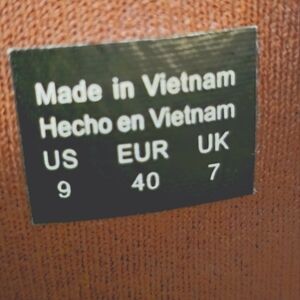 Made in Vietnam
Hecho en Vietnam
US EUR UK
9 40 7